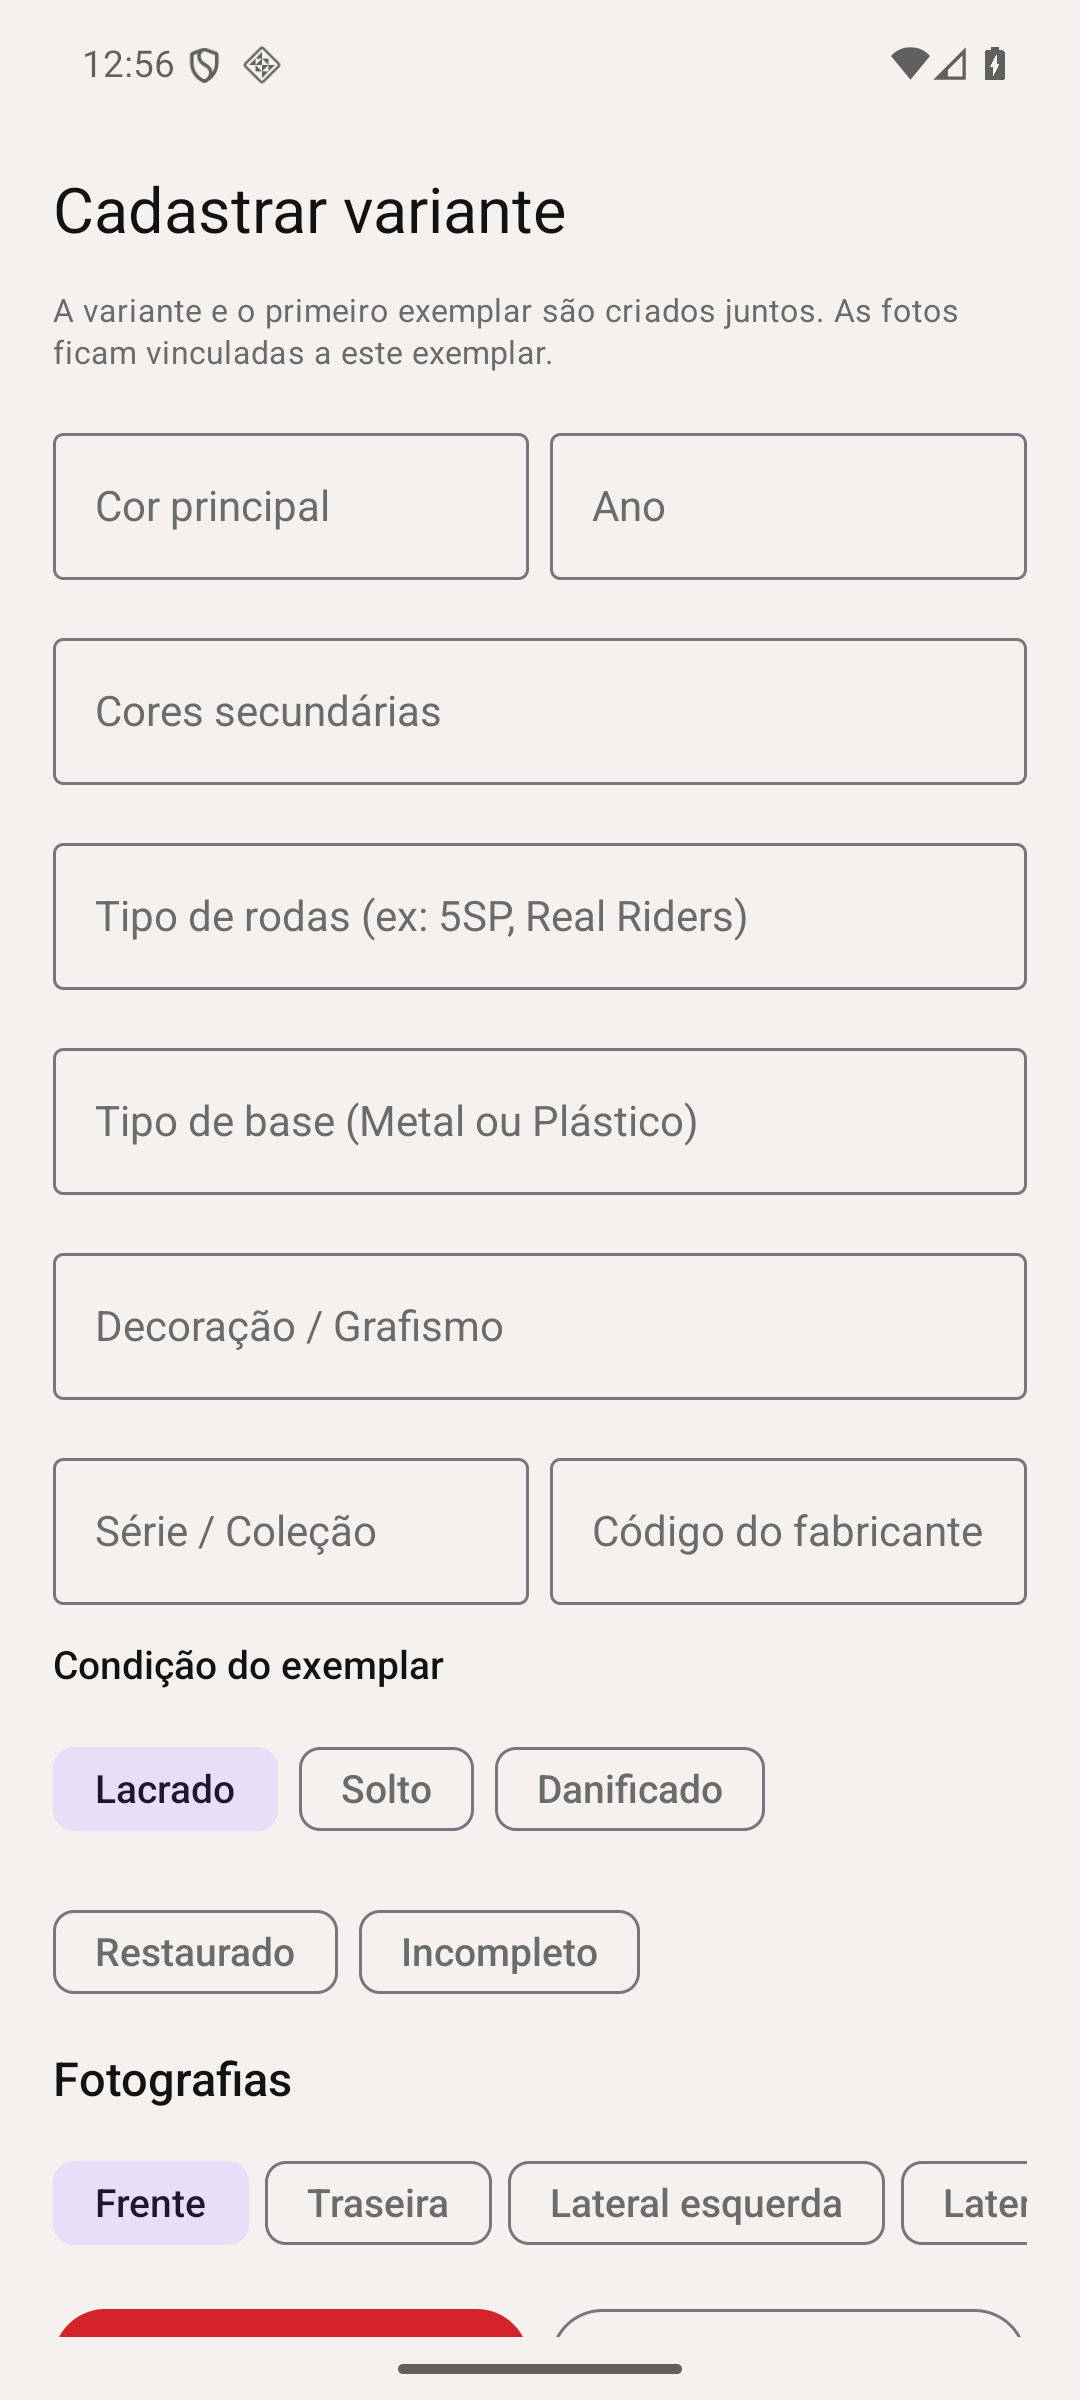 12:56
Cadastrar variante
A variante e o primeiro exemplar são criados juntos. As fotos
ficam vinculadas a este exemplar.
Cor principal
Ano
Cores secundárias
Tipo de rodas (ex: 5SP, Real Riders)
Tipo de base (Metal ou Plástico)
Decoração / Grafismo
Série / Coleção
Código do fabricante
Condição do exemplar
Lacrado
Solto
Danificado
Restaurado
Incompleto
Fotografias
Frente
Traseira
Lateral esquerda